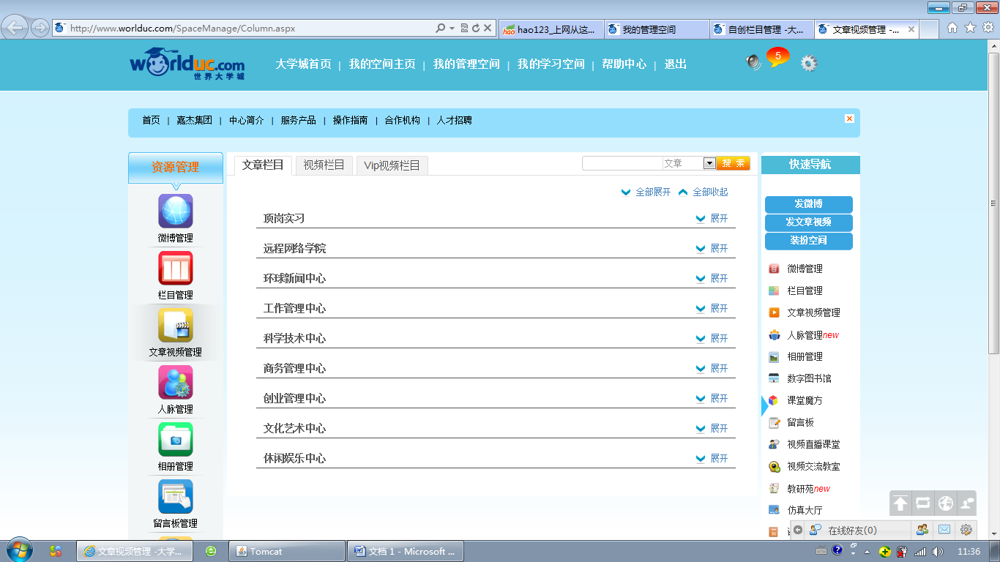 http://www.worlduc.com/SpaceManage/Column.aspx
hao123_上网从这...
我的管理空间
自创栏目管理 -大...
文章视频管理 -...
worlduc.com
世界大学城
大学城首页 | 我的空间主页 | 我的管理空间 | 我的学习空间 | 帮助中心 | 退出
5
首页 | 嘉杰集团 | 中心简介 | 服务产品 | 操作指南 | 合作机构 | 人才招聘
资源管理
微博管理
栏目管理
文章视频管理
人脉管理
相册管理
留言板管理
文章栏目
视频栏目
Vip视频栏目
文章
搜 索
全部展开
全部收起
顶岗实习 展开
远程网络学院 展开
环球新闻中心 展开
工作管理中心 展开
科学技术中心 展开
商务管理中心 展开
创业管理中心 展开
文化艺术中心 展开
休闲娱乐中心 展开
快速导航
发微博
发文章视频
装扮空间
微博管理
栏目管理
文章视频管理
人脉管理new
相册管理
数字图书馆
课堂魔方
留言板
视频直播课堂
视频交流教室
教研苑new
仿真大厅
在线好友(0)
文章视频管理 -大学...
Tomcat
文档 1 - Microsoft ...
11:36